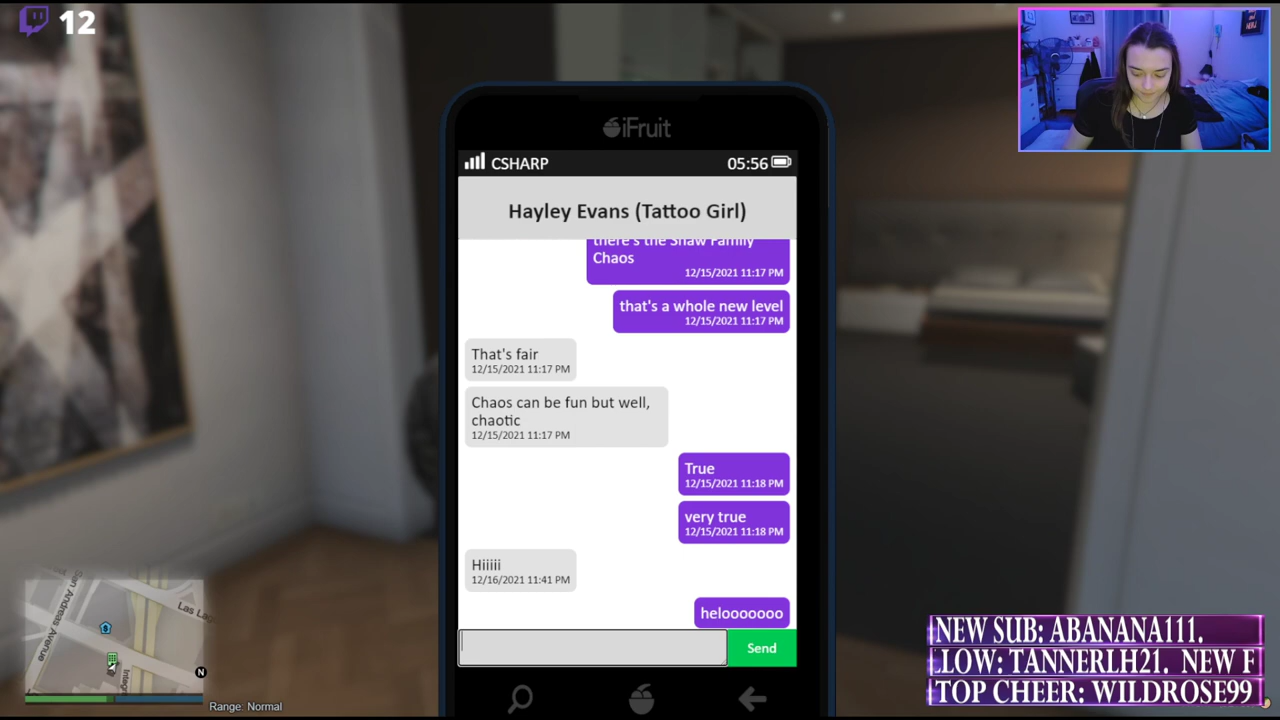 12
iFruit
CSHARP 05:56
Hayley Evans (Tattoo Girl)
there's the Shaw Family
Chaos
12/15/2021 11:17 PM
that's a whole new level
12/15/2021 11:17 PM
That's fair
12/15/2021 11:17 PM
Chaos can be fun but well,
chaotic
12/15/2021 11:17 PM
True
12/15/2021 11:18 PM
very true
12/15/2021 11:18 PM
Hiiiii
12/16/2021 11:41 PM
helooooooo
Send
San Andreas Avenue
Las Lag
Integ
N
Range: Normal
NEW SUB: ABANANA111.
.LOW: TANNERLH21. NEW F
TOP CHEER: WILDROSE99